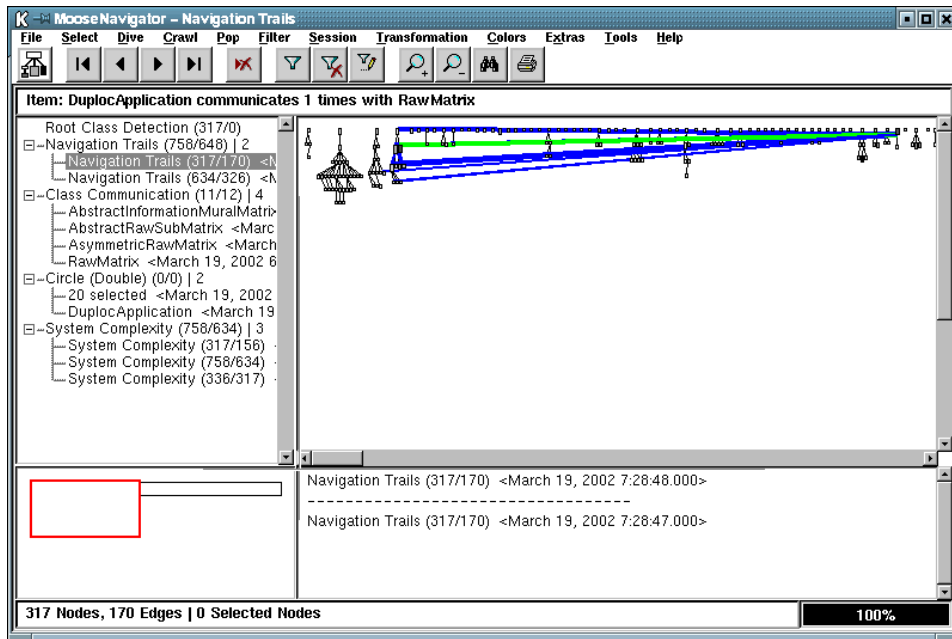 MooseNavigator – Navigation Trails
File Select Dive Crawl Pop Filter Session Transformation Colors Extras Tools Help
Item: DuplocApplication communicates 1 times with RawMatrix
Root Class Detection (317/0)
Navigation Trails (758/648) | 2
Navigation Trails (317/170) <M
Navigation Trails (634/326) <M
Class Communication (11/12) | 4
AbstractInformationMuralMatrix
AbstractRawSubMatrix <Marc
AsymmetricRawMatrix <March
RawMatrix <March 19, 2002 6
Circle (Double) (0/0) | 2
20 selected <March 19, 2002
DuplocApplication <March 19
System Complexity (758/634) | 3
System Complexity (317/156)
System Complexity (758/634)
System Complexity (336/317)
Navigation Trails (317/170) <March 19, 2002 7:28:48.000>
----------------------------------
Navigation Trails (317/170) <March 19, 2002 7:28:47.000>
317 Nodes, 170 Edges | 0 Selected Nodes
100%